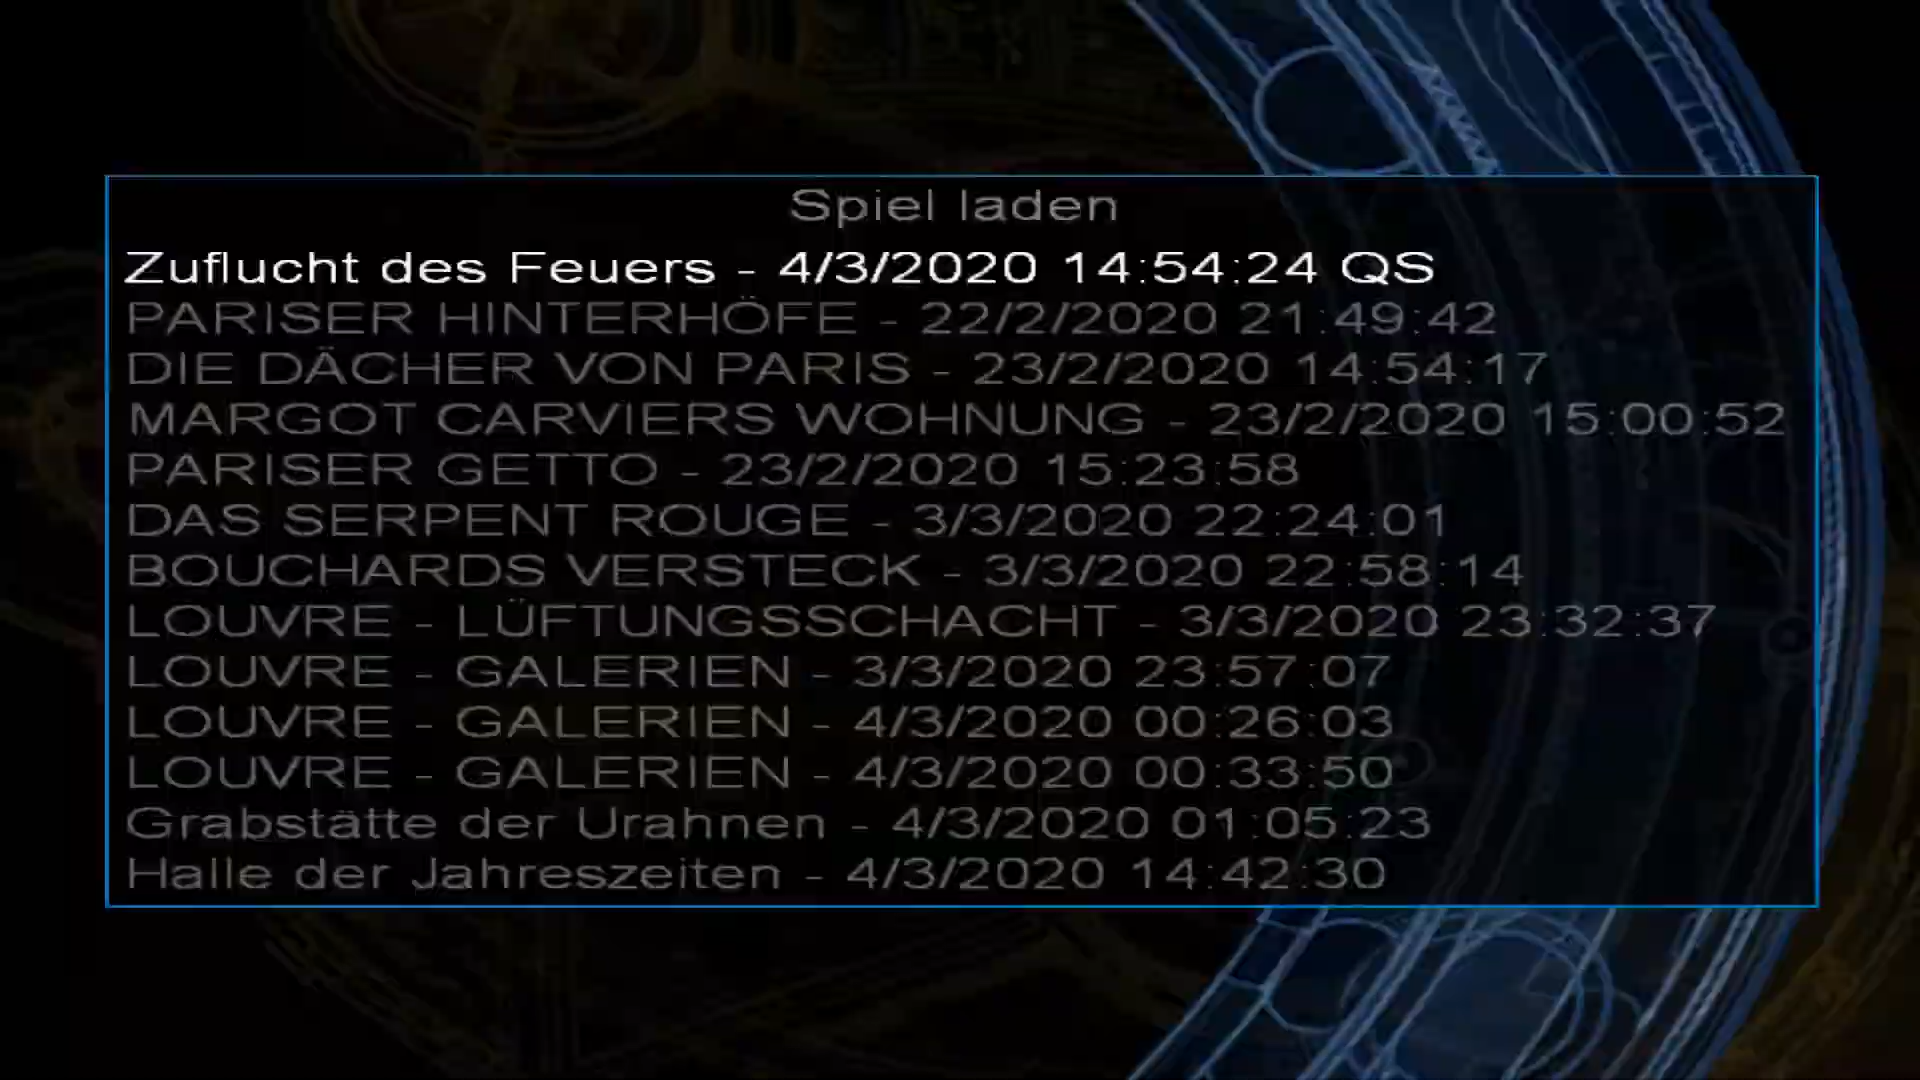 Spiel laden
Zuflucht des Feuers - 4/3/2020 14:54:24 QS
PARISER HINTERHÖFE - 22/2/2020 21:49:42
DIE DÄCHER VON PARIS - 23/2/2020 14:54:17
MARGOT CARVIERS WOHNUNG - 23/2/2020 15:00:52
PARISER GETTO - 23/2/2020 15:23:58
DAS SERPENT ROUGE - 3/3/2020 22:24:01
BOUCHARDS VERSTECK - 3/3/2020 22:58:14
LOUVRE - LÜFTUNGSSCHACHT - 3/3/2020 23:32:37
LOUVRE - GALERIEN - 3/3/2020 23:57:07
LOUVRE - GALERIEN - 4/3/2020 00:26:03
LOUVRE - GALERIEN - 4/3/2020 00:33:50
Grabstätte der Urahnen - 4/3/2020 01:05:23
Halle der Jahreszeiten - 4/3/2020 14:42:30